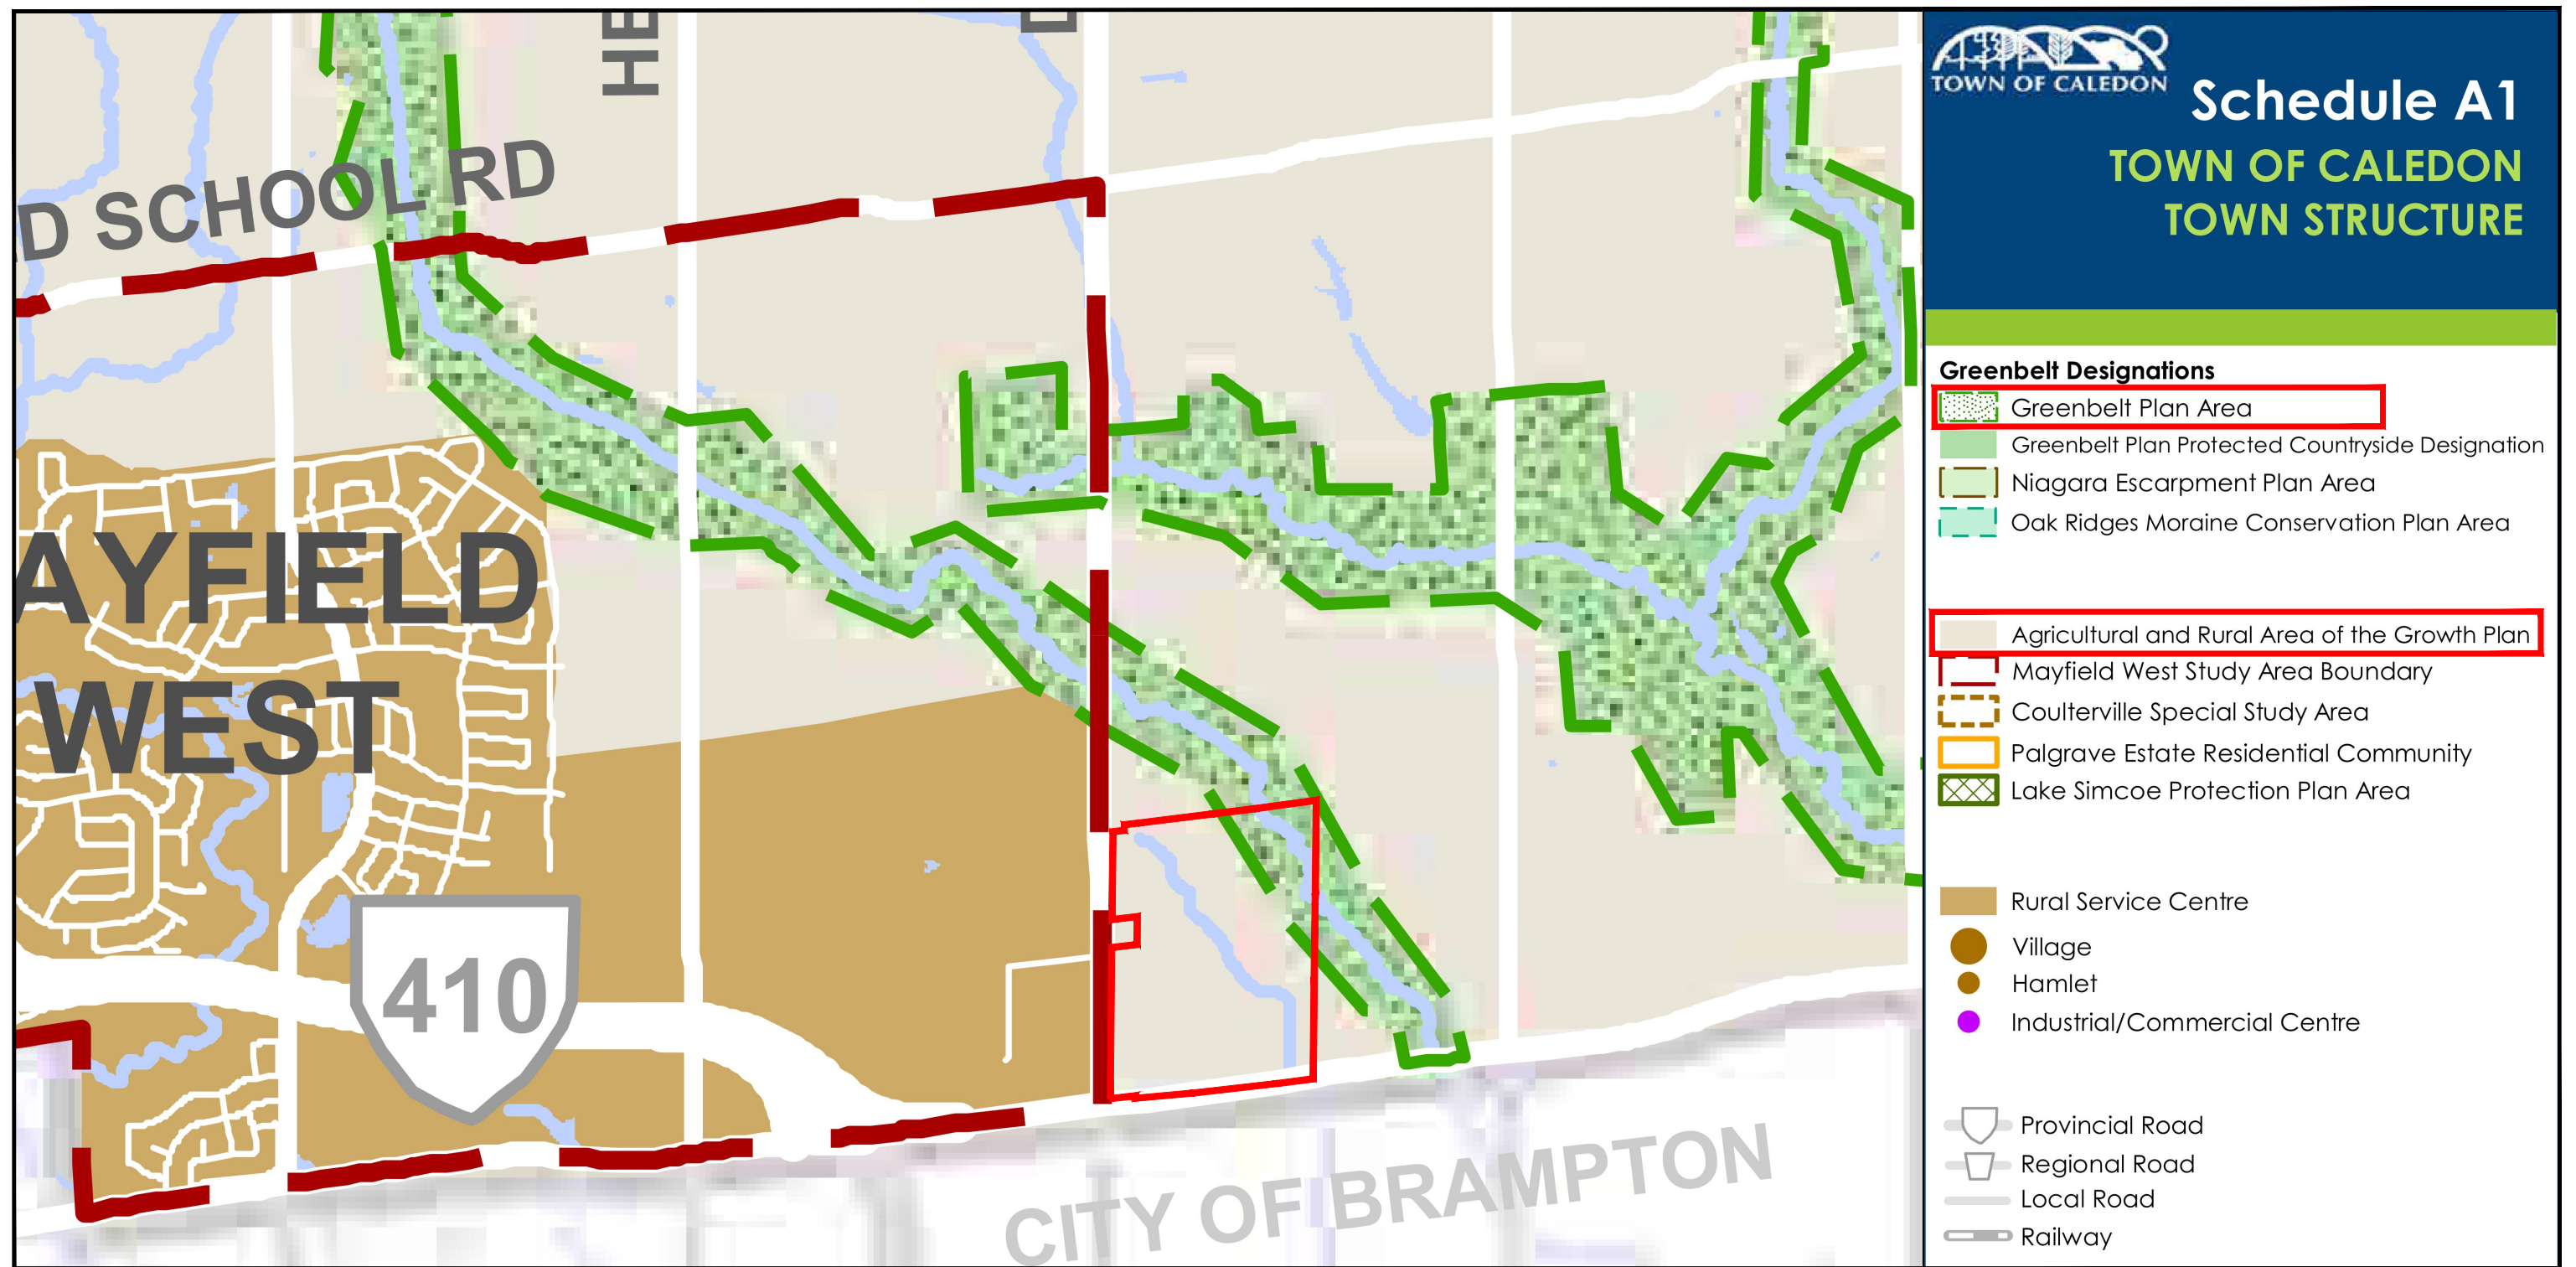 D SCHOOL RD
HE
AYFIELD
WEST
410
CITY OF BRAMPTON
TOWN OF CALEDON
Schedule A1
TOWN OF CALEDON
TOWN STRUCTURE
Greenbelt Designations
Greenbelt Plan Area
Greenbelt Plan Protected Countryside Designation
Niagara Escarpment Plan Area
Oak Ridges Moraine Conservation Plan Area
Agricultural and Rural Area of the Growth Plan
Mayfield West Study Area Boundary
Coulterville Special Study Area
Palgrave Estate Residential Community
Lake Simcoe Protection Plan Area
Rural Service Centre
Village
Hamlet
Industrial/Commercial Centre
Provincial Road
Regional Road
Local Road
Railway